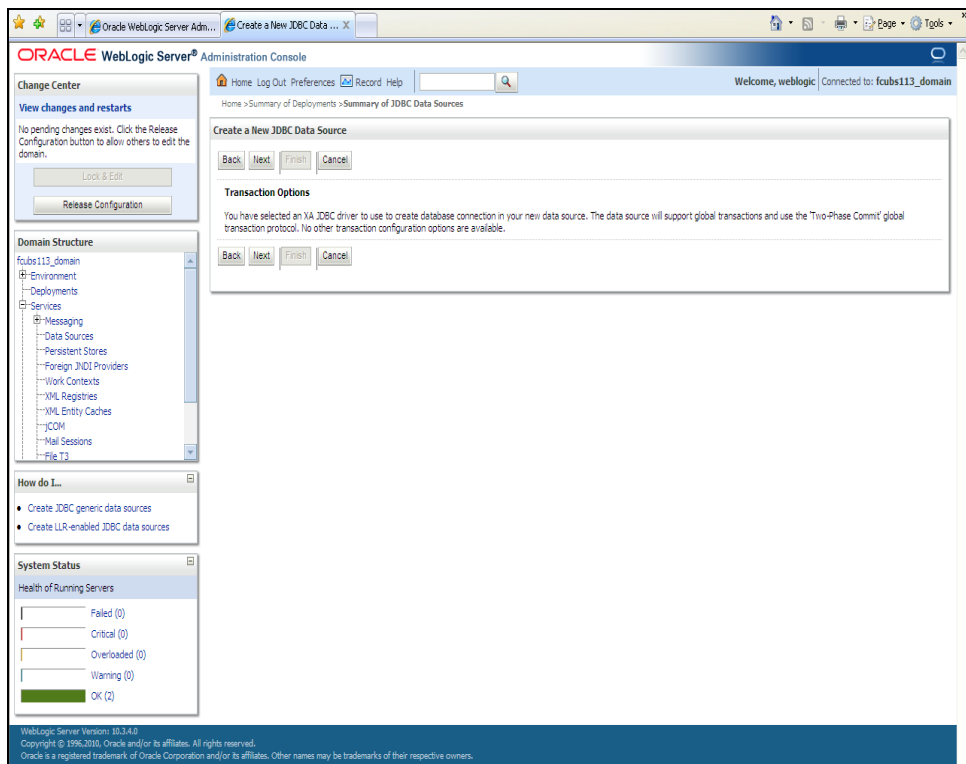 Oracle WebLogic Server Adm...
Create a New JDBC Data ... X
Page
Tools
ORACLE WebLogic Server® Administration Console
Change Center
View changes and restarts
No pending changes exist. Click the Release
Configuration button to allow others to edit the
domain.
Lock & Edit
Release Configuration
Domain Structure
fcubs113_domain
Environment
Deployments
Services
Messaging
Data Sources
Persistent Stores
Foreign JNDI Providers
Work Contexts
XML Registries
XML Entity Caches
jCOM
Mail Sessions
File T3
How do I...
Create JDBC generic data sources
Create LLR-enabled JDBC data sources
System Status
Health of Running Servers
Failed (0)
Critical (0)
Overloaded (0)
Warning (0)
OK (2)
Home Log Out Preferences Record Help
Welcome, weblogic Connected to: fcubs113_domain
Home >Summary of Deployments >Summary of JDBC Data Sources
Create a New JDBC Data Source
Back Next Finish Cancel
Transaction Options
You have selected an XA JDBC driver to use to create database connection in your new data source. The data source will support global transactions and use the 'Two-Phase Commit' global
transaction protocol. No other transaction configuration options are available.
Back Next Finish Cancel
WebLogic Server Version: 10.3.4.0
Copyright © 1996,2010, Oracle and/or its affiliates. All rights reserved.
Oracle is a registered trademark of Oracle Corporation and/or its affiliates. Other names may be trademarks of their respective owners.